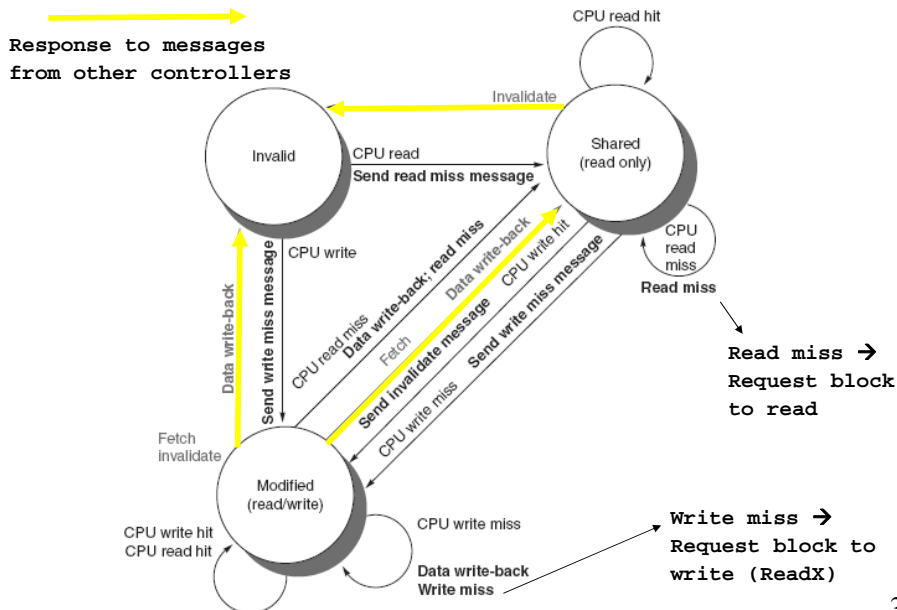 Response to messages
from other controllers
CPU read hit
Invalidate
Invalid
Shared
(read only)
CPU read
Send read miss message
CPU write
Send write miss message
Data write-back
Fetch
invalidate
CPU read miss
Data write-back; read miss
Fetch
Data write-back
CPU write hit
Send invalidate message
CPU write miss
Send write miss message
CPU
read
miss
Read miss
Read miss →
Request block
to read
Modified
(read/write)
CPU write hit
CPU read hit
CPU write miss
Data write-back
Write miss
Write miss →
Request block to
write (ReadX)